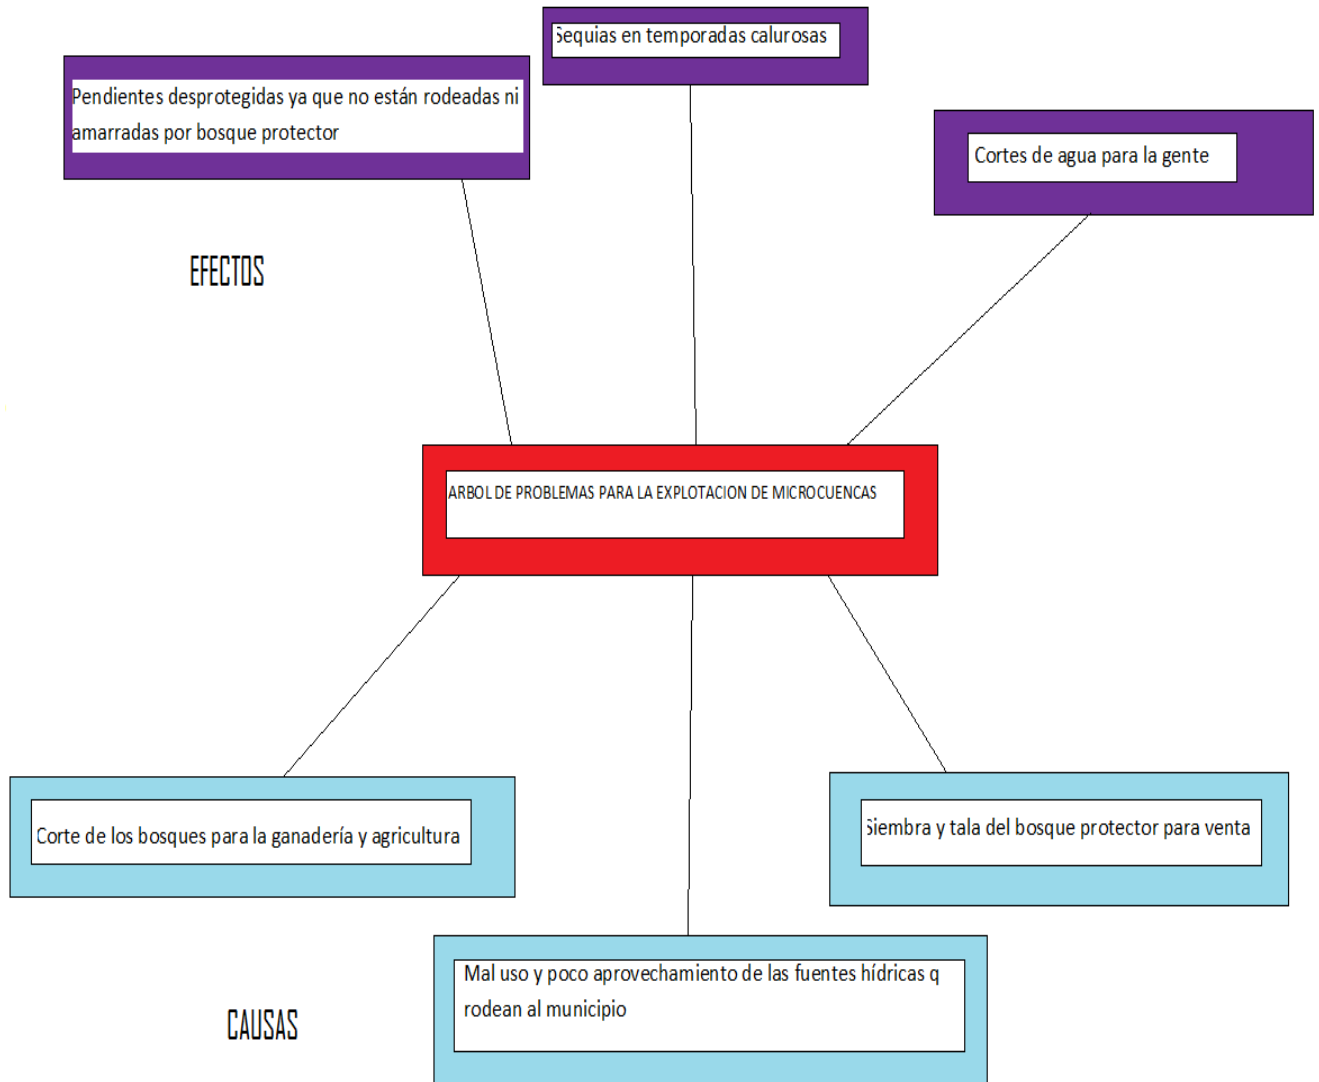 Sequias en temporadas calurosas
Pendientes desprotegidas ya que no están rodeadas ni
amarradas por bosque protector
Cortes de agua para la gente
EFECTOS
ARBOL DE PROBLEMAS PARA LA EXPLOTACION DE MICROCUENCAS
Corte de los bosques para la ganadería y agricultura
Siembra y tala del bosque protector para venta
Mal uso y poco aprovechamiento de las fuentes hídricas q
rodean al municipio
CAUSAS